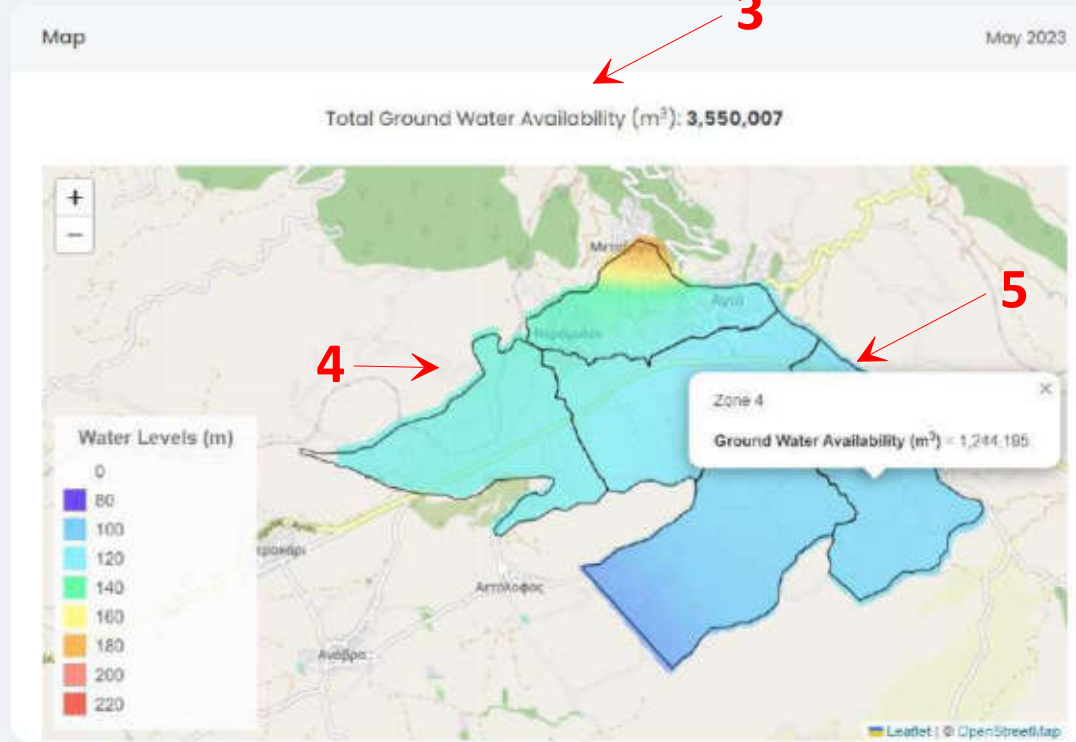 3
Map
May 2023
Total Ground Water Availability (m³): 3,550,007
+
−
Αγιά
5
4
Zone 4
×
Ground Water Availability (m³) = 1,244,195
Water Levels (m)
0
80
100
120
140
160
180
200
220
Αετόλοφος
Ανάβρα
Leaflet | © OpenStreetMap